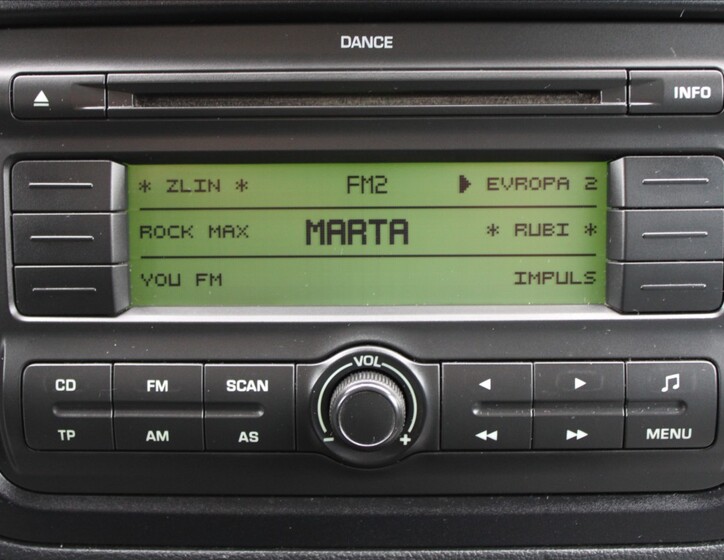 DANCE
INFO
* ZLIN * FM2 EVROPA 2
ROCK MAX MARTA * RUBI *
YOU FM IMPULS
VOL
- +
CD FM SCAN
TP AM AS
MENU